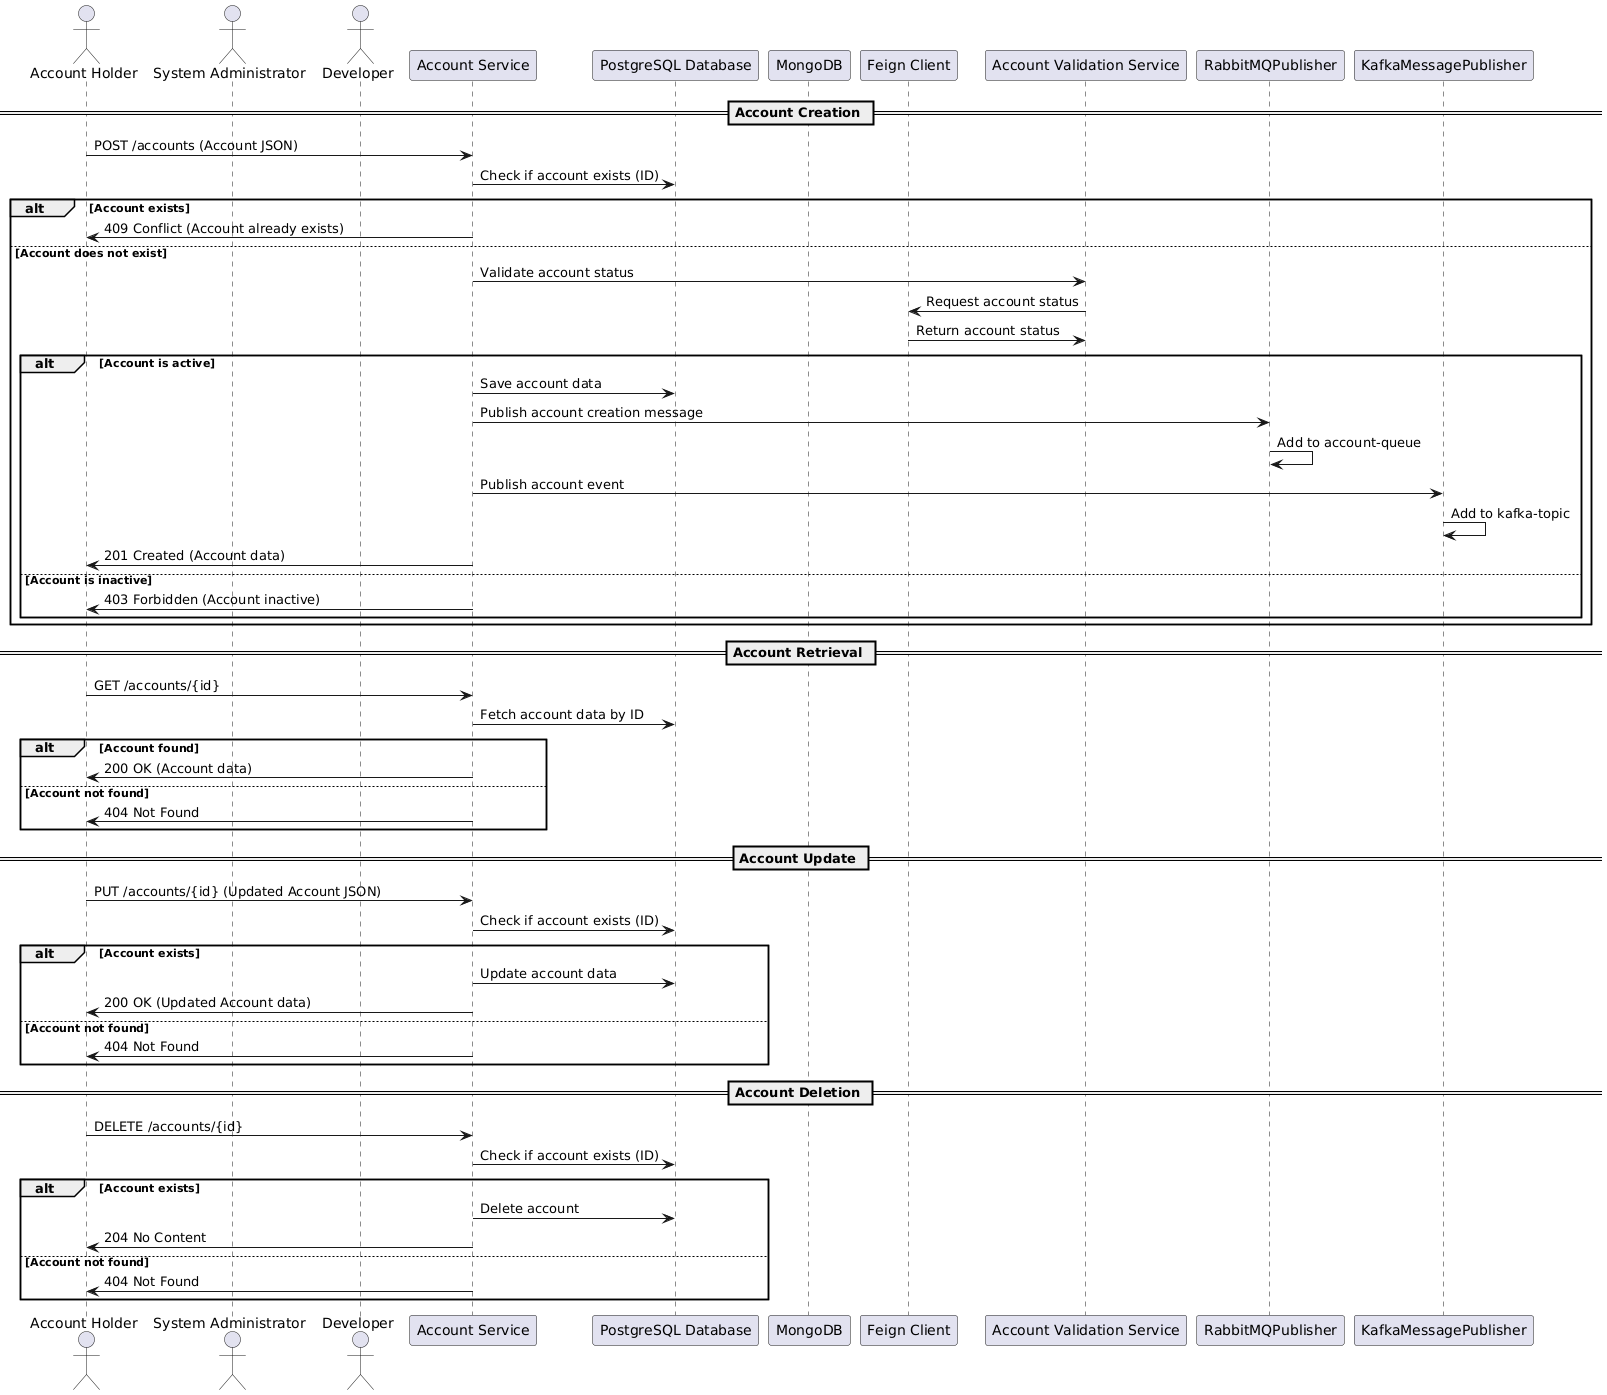 Account Holder
System Administrator
Developer
Account Service
PostgreSQL Database
MongoDB
Feign Client
Account Validation Service
RabbitMQPublisher
KafkaMessagePublisher
Account Creation
POST /accounts (Account JSON)
Check if account exists (ID)
alt
[Account exists]
409 Conflict (Account already exists)
[Account does not exist]
Validate account status
Request account status
Return account status
alt
[Account is active]
Save account data
Publish account creation message
Add to account-queue
Publish account event
Add to kafka-topic
201 Created (Account data)
[Account is inactive]
403 Forbidden (Account inactive)
Account Retrieval
GET /accounts/{id}
Fetch account data by ID
alt
[Account found]
200 OK (Account data)
[Account not found]
404 Not Found
Account Update
PUT /accounts/{id} (Updated Account JSON)
Check if account exists (ID)
alt
[Account exists]
Update account data
200 OK (Updated Account data)
[Account not found]
404 Not Found
Account Deletion
DELETE /accounts/{id}
Check if account exists (ID)
alt
[Account exists]
Delete account
204 No Content
[Account not found]
404 Not Found
Account Holder
System Administrator
Developer
Account Service
PostgreSQL Database
MongoDB
Feign Client
Account Validation Service
RabbitMQPublisher
KafkaMessagePublisher